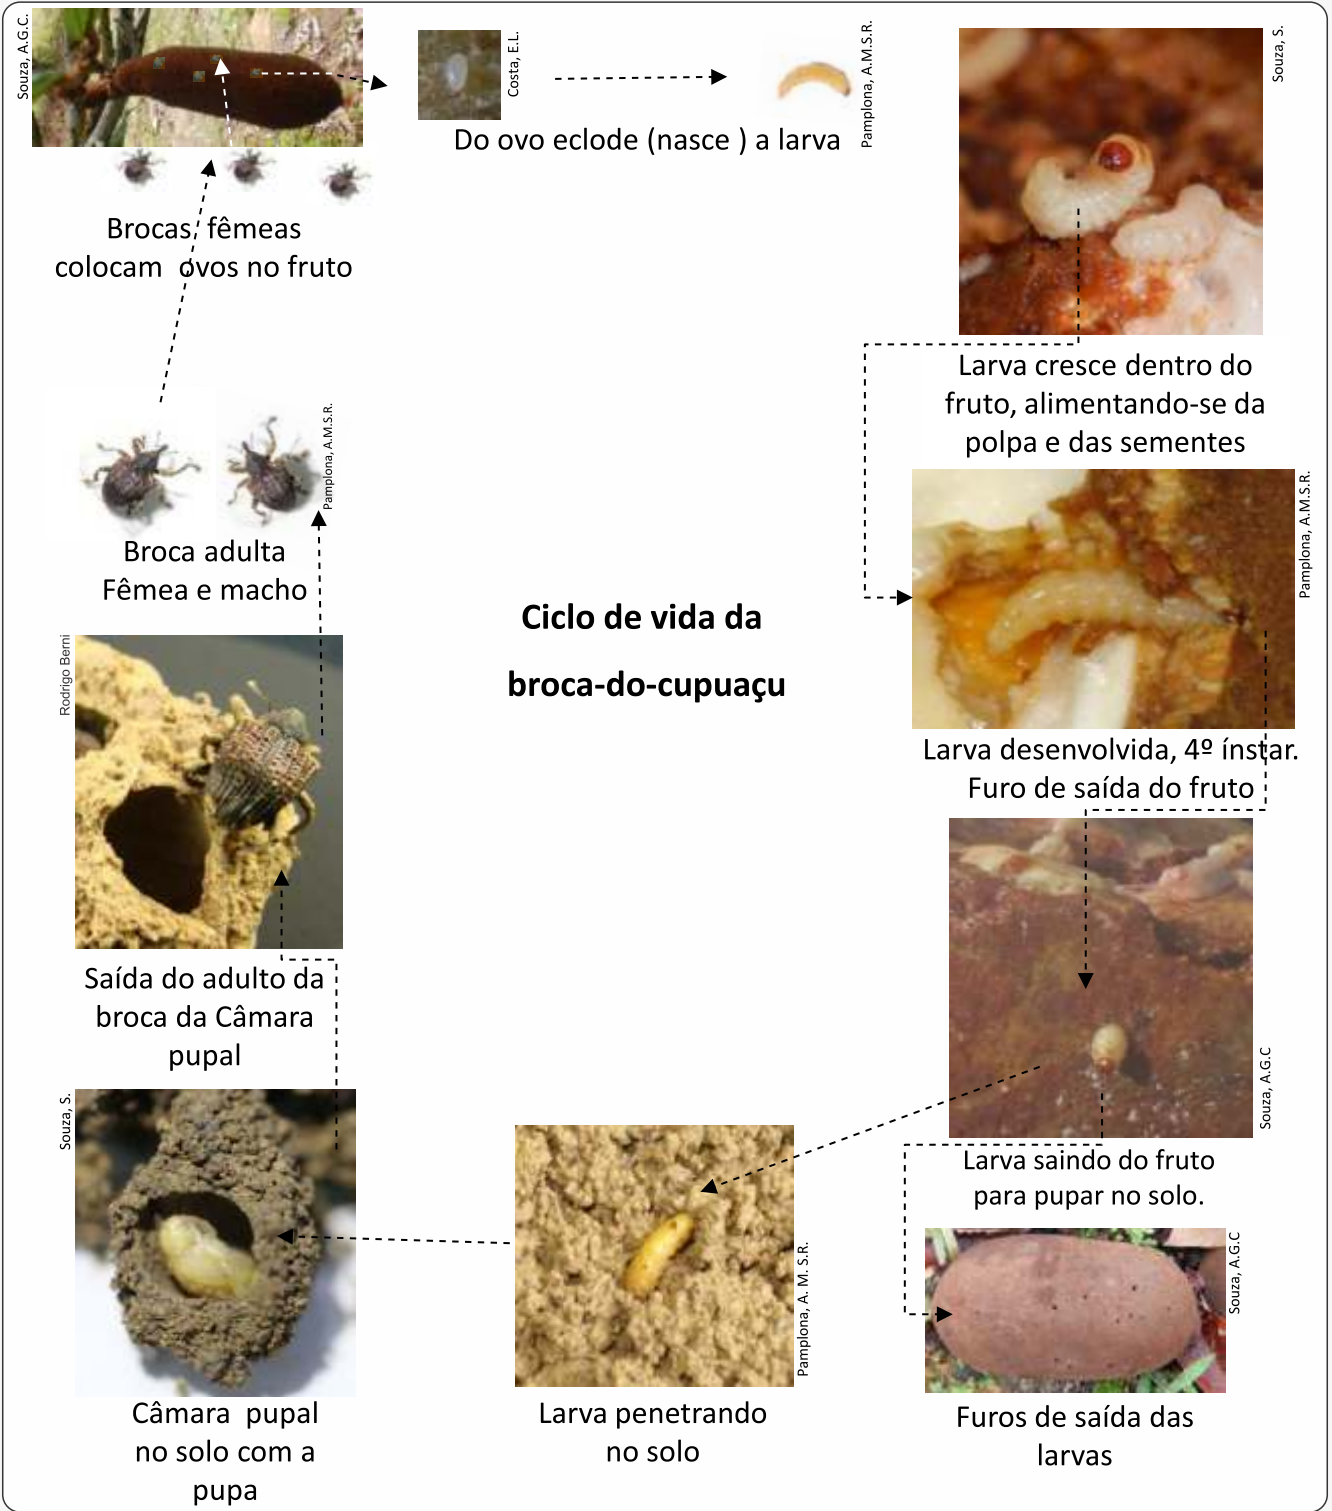 Souza, A.G.C.
Costa, E.L.
Pamplona, A.M.S.R.
Souza, S.
Do ovo eclode (nasce ) a larva
Brocas fêmeas
colocam ovos no fruto
Larva cresce dentro do
fruto, alimentando-se da
polpa e das sementes
Pamplona, A.M.S.R.
Broca adulta
Fêmea e macho
Pamplona, A.M.S.R.
Ciclo de vida da
broca-do-cupuaçu
Rodrigo Berni
Larva desenvolvida, 4º ínstar.
Furo de saída do fruto
Saída do adulto da
broca da Câmara
pupal
Souza, A.G.C
Larva saindo do fruto
para pupar no solo.
Souza, S.
Pamplona, A. M. S.R.
Souza, A.G.C
Câmara pupal
no solo com a
pupa
Larva penetrando
no solo
Furos de saída das
larvas